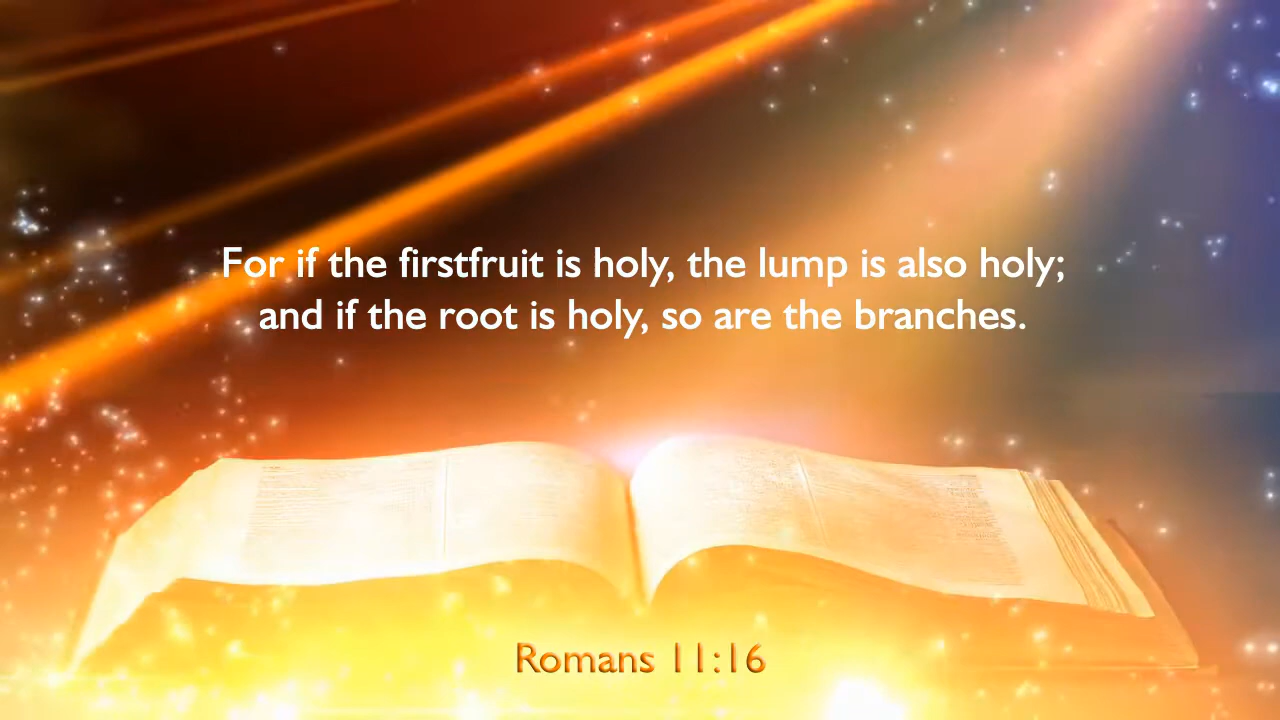 For if the firstfruit is holy, the lump is also holy;
and if the root is holy, so are the branches.
Romans 11:16